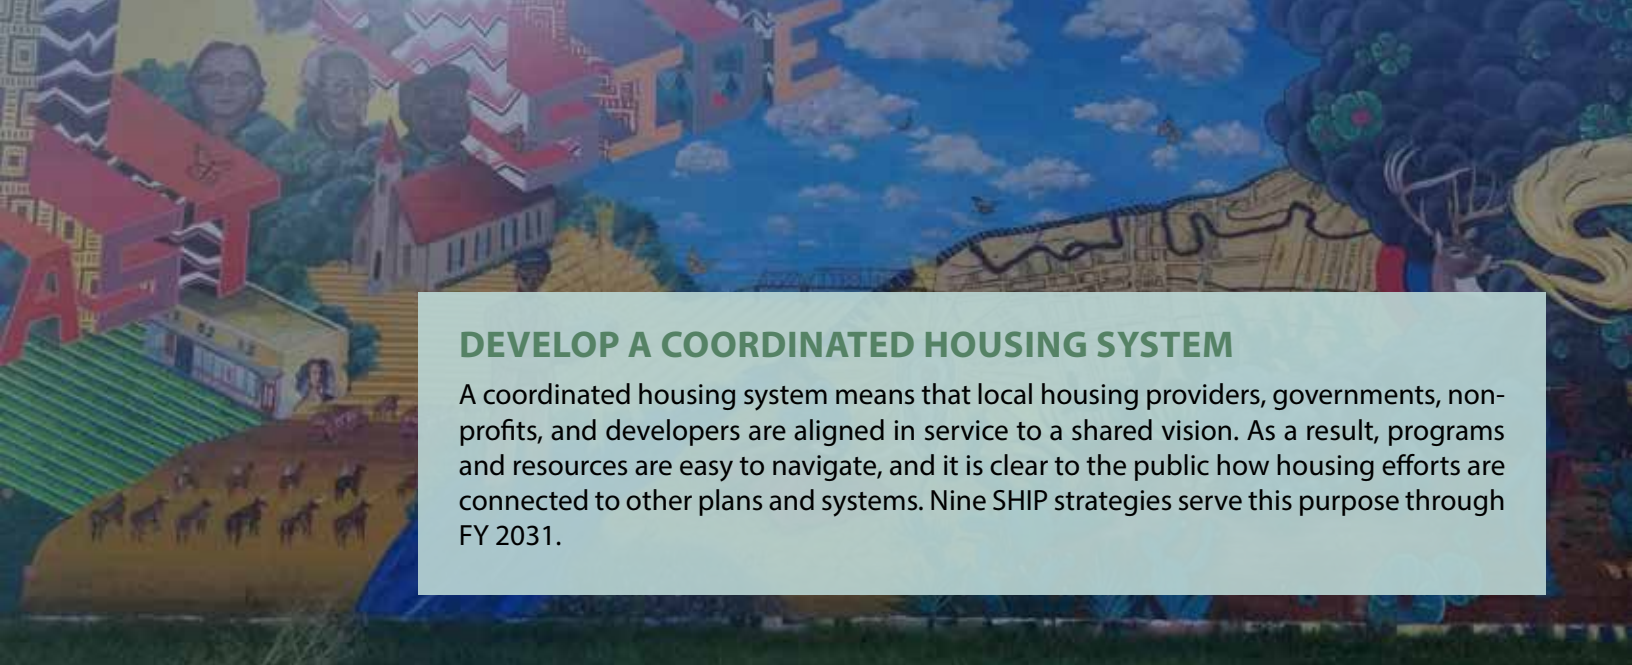 EAST
SIDE
S
DEVELOP A COORDINATED HOUSING SYSTEM
A coordinated housing system means that local housing providers, governments, non-
profits, and developers are aligned in service to a shared vision. As a result, programs
and resources are easy to navigate, and it is clear to the public how housing efforts are
connected to other plans and systems. Nine SHIP strategies serve this purpose through
FY 2031.